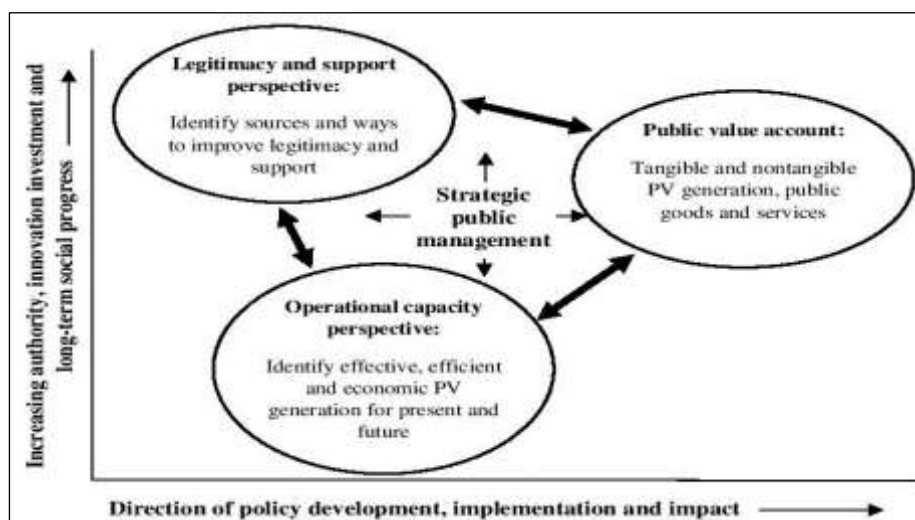 Increasing authority, innovation investment and
long-term social progress
Legitimacy and support
perspective:
Identify sources and ways
to improve legitimacy and
support
Public value account:
Tangible and nontangible
PV generation, public
goods and services
Strategic
public
management
Operational capacity
perspective:
Identify effective, efficient
and economic PV
generation for present and
future
Direction of policy development, implementation and impact